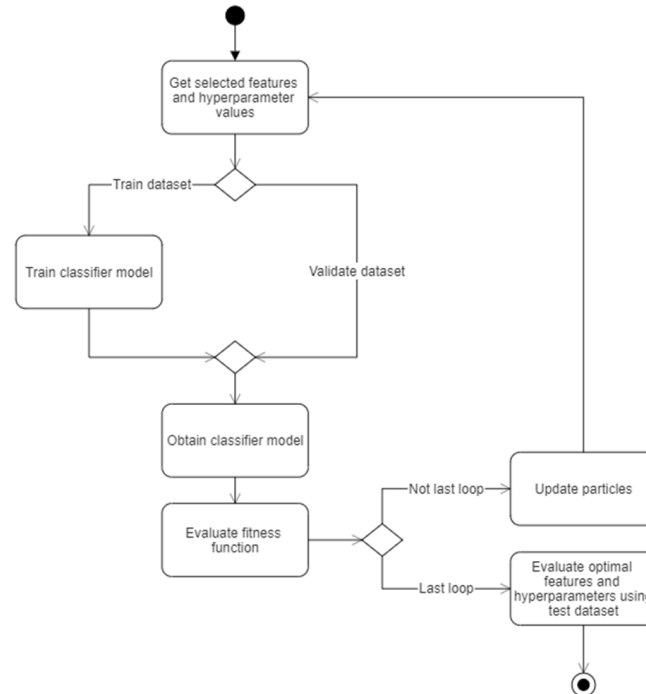 Get selected features
and hyperparameter
values
Train dataset
Train classifier model
Validate dataset
Obtain classifier model
Evaluate fitness
function
Not last loop
Update particles
Last loop
Evaluate optimal
features and
hyperparameters using
test dataset